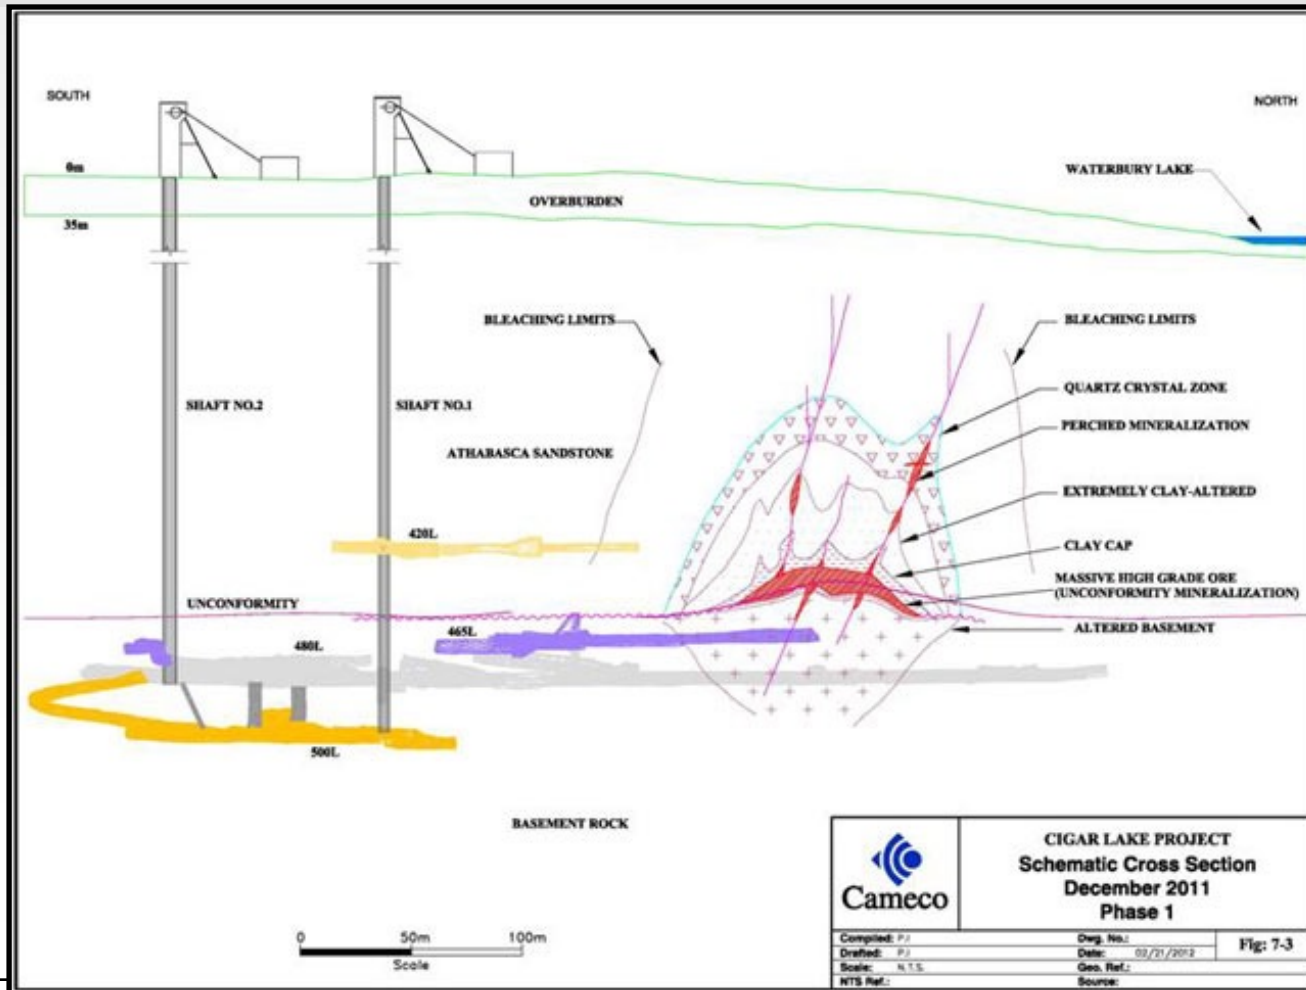 SOUTH
NORTH
0m
35m
OVERBURDEN
WATERBURY LAKE
BLEACHING LIMITS
BLEACHING LIMITS
SHAFT NO.2
SHAFT NO.1
QUARTZ CRYSTAL ZONE
PERCHED MINERALIZATION
ATHABASCA SANDSTONE
EXTREMELY CLAY-ALTERED
420L
CLAY CAP
MASSIVE HIGH GRADE ORE
(UNCONFORMITY MINERALIZATION)
UNCONFORMITY
465L
ALTERED BASEMENT
480L
500L
BASEMENT ROCK
0 50m 100m
Scale
Cameco
CIGAR LAKE PROJECT
Schematic Cross Section
December 2011
Phase 1
Compiled: P.I
Dwg. No.:
Drafted: P.I
Date: 02/21/2012
Fig: 7-3
Scale: N.T.S.
Geo. Ref.:
NTS Ref.:
Source: